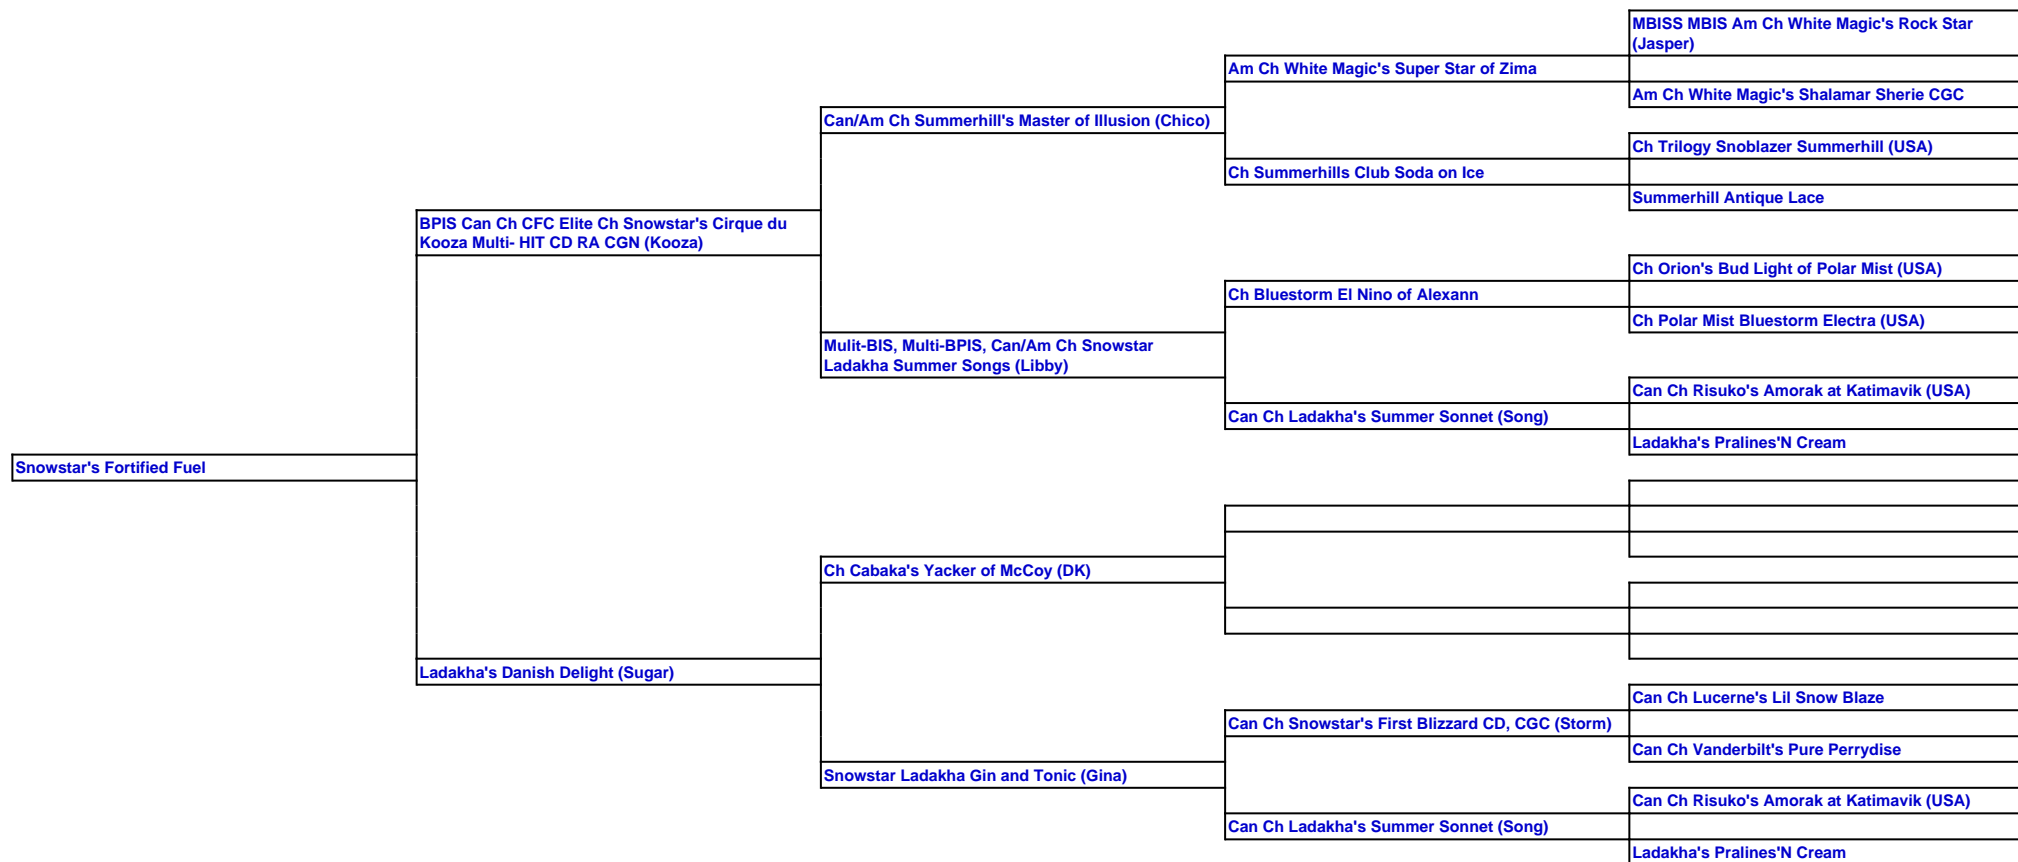 MBISS MBIS Am Ch White Magic's Rock Star
(Jasper)
Am Ch White Magic's Super Star of Zima
Am Ch White Magic's Shalamar Sherie CGC
Can/Am Ch Summerhill's Master of Illusion (Chico)
Ch Trilogy Snoblazer Summerhill (USA)
Ch Summerhills Club Soda on Ice
Summerhill Antique Lace
BPIS Can Ch CFC Elite Ch Snowstar's Cirque du
Kooza Multi- HIT CD RA CGN (Kooza)
Ch Orion's Bud Light of Polar Mist (USA)
Ch Bluestorm El Nino of Alexann
Ch Polar Mist Bluestorm Electra (USA)
Mulit-BIS, Multi-BPIS, Can/Am Ch Snowstar
Ladakha Summer Songs (Libby)
Can Ch Risuko's Amorak at Katimavik (USA)
Can Ch Ladakha's Summer Sonnet (Song)
Ladakha's Pralines'N Cream
Snowstar's Fortified Fuel
Ch Cabaka's Yacker of McCoy (DK)
Ladakha's Danish Delight (Sugar)
Can Ch Lucerne's Lil Snow Blaze
Can Ch Snowstar's First Blizzard CD, CGC (Storm)
Can Ch Vanderbilt's Pure Perrydise
Snowstar Ladakha Gin and Tonic (Gina)
Can Ch Risuko's Amorak at Katimavik (USA)
Can Ch Ladakha's Summer Sonnet (Song)
Ladakha's Pralines'N Cream